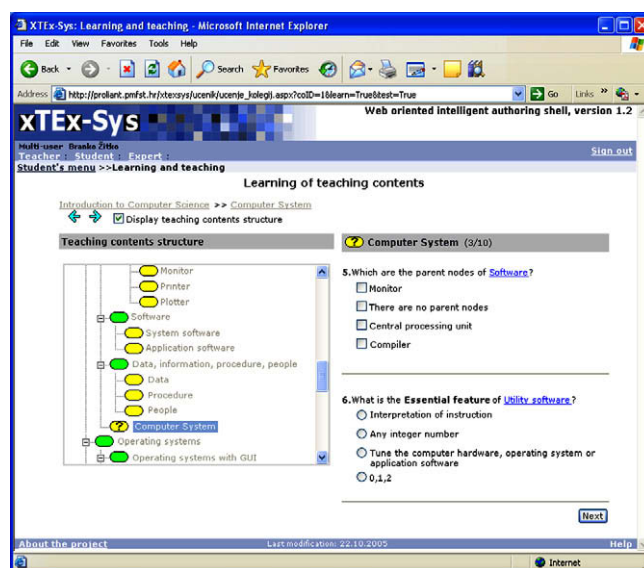 XTEx-Sys: Learning and teaching - Microsoft Internet Explorer
File Edit View Favorites Tools Help
Back Search Favorites
Address http://proliant.pmfst.hr/xtexsys/ucenik/ucenje_kolegij.aspx?colD=1&learn=True&test=True Go Links »
xTEx-Sys
Web oriented intelligent authoring shell, version 1.2
Multi-user Branko Žitko
Teacher : Student : Expert :
Sign out
Student's menu >>Learning and teaching
Learning of teaching contents
Introduction to Computer Science >> Computer System
Display teaching contents structure
Teaching contents structure
Monitor
Printer
Plotter
Software
System software
Application software
Data, information, procedure, people
Data
Procedure
People
? Computer System
Operating systems
Operating systems with GUI
? Computer System (3/10)
5.Which are the parent nodes of Software?
Monitor
There are no parent nodes
Central processing unit
Compiler
6.What is the Essential feature of Utility software?
Interpretation of instruction
Any integer number
Tune the computer hardware, operating system or
application software
0,1,2
Next
About the project
Last modification: 22.10.2005
Help
Internet